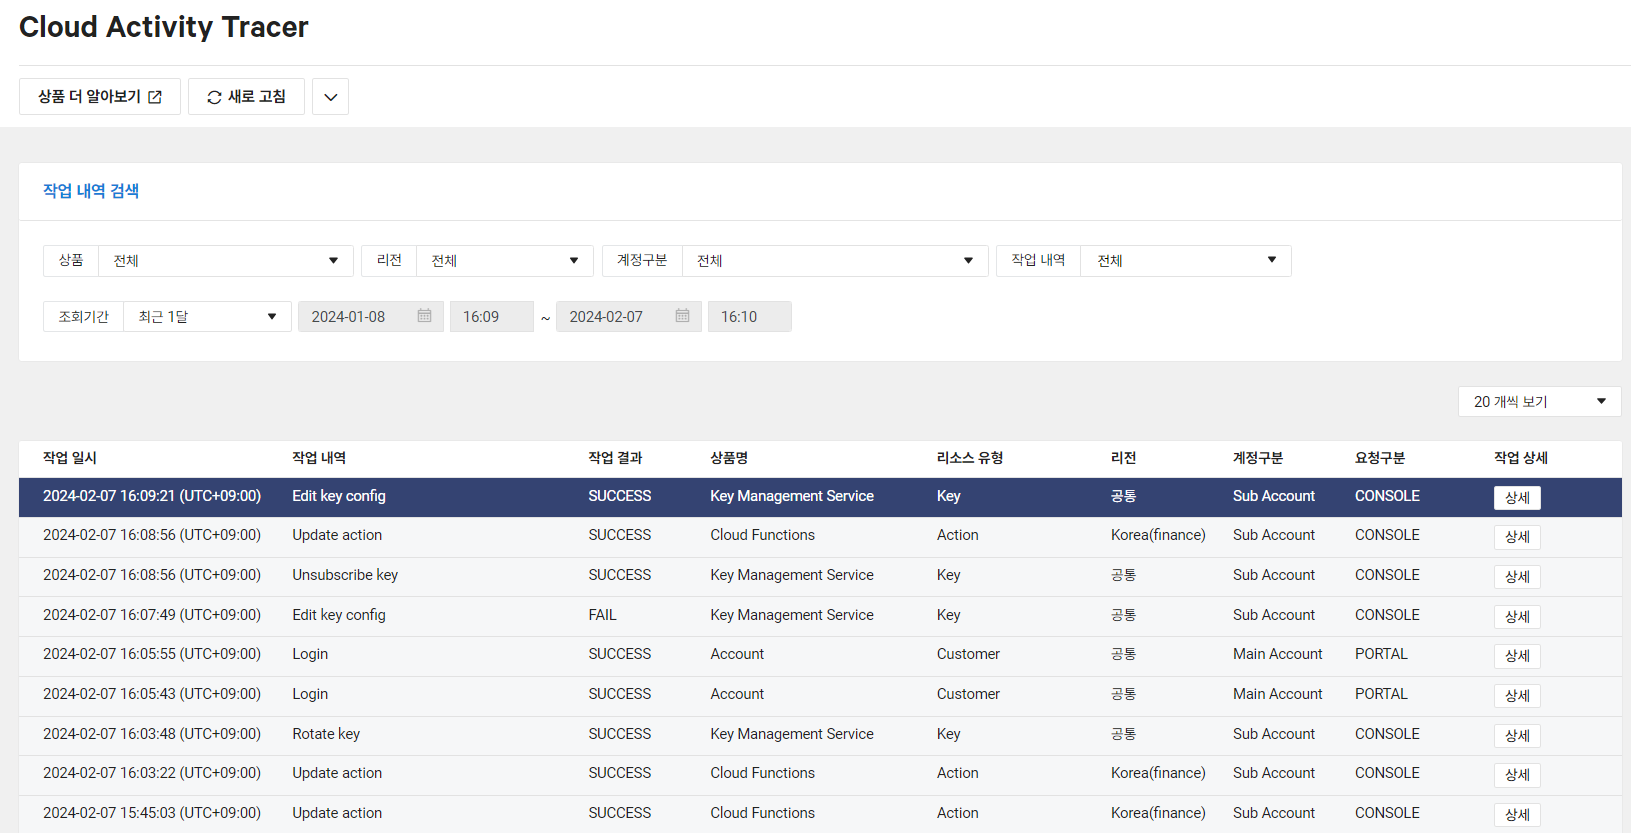 Cloud Activity Tracer
상품 더 알아보기 새로 고침
작업 내역 검색
상품 전체 리전 전체 계정구분 전체 작업 내역 전체
조회기간 최근 1달 2024-01-08 16:09 ~ 2024-02-07 16:10
20 개씩 보기
작업 일시 작업 내역 작업 결과 상품명 리소스 유형 리전 계정구분 요청구분 작업 상세
2024-02-07 16:09:21 (UTC+09:00) Edit key config SUCCESS Key Management Service Key 공통 Sub Account CONSOLE 상세
2024-02-07 16:08:56 (UTC+09:00) Update action SUCCESS Cloud Functions Action Korea(finance) Sub Account CONSOLE 상세
2024-02-07 16:08:56 (UTC+09:00) Unsubscribe key SUCCESS Key Management Service Key 공통 Sub Account CONSOLE 상세
2024-02-07 16:07:49 (UTC+09:00) Edit key config FAIL Key Management Service Key 공통 Sub Account CONSOLE 상세
2024-02-07 16:05:55 (UTC+09:00) Login SUCCESS Account Customer 공통 Main Account PORTAL 상세
2024-02-07 16:05:43 (UTC+09:00) Login SUCCESS Account Customer 공통 Main Account PORTAL 상세
2024-02-07 16:03:48 (UTC+09:00) Rotate key SUCCESS Key Management Service Key 공통 Sub Account CONSOLE 상세
2024-02-07 16:03:22 (UTC+09:00) Update action SUCCESS Cloud Functions Action Korea(finance) Sub Account CONSOLE 상세
2024-02-07 15:45:03 (UTC+09:00) Update action SUCCESS Cloud Functions Action Korea(finance) Sub Account CONSOLE 상세